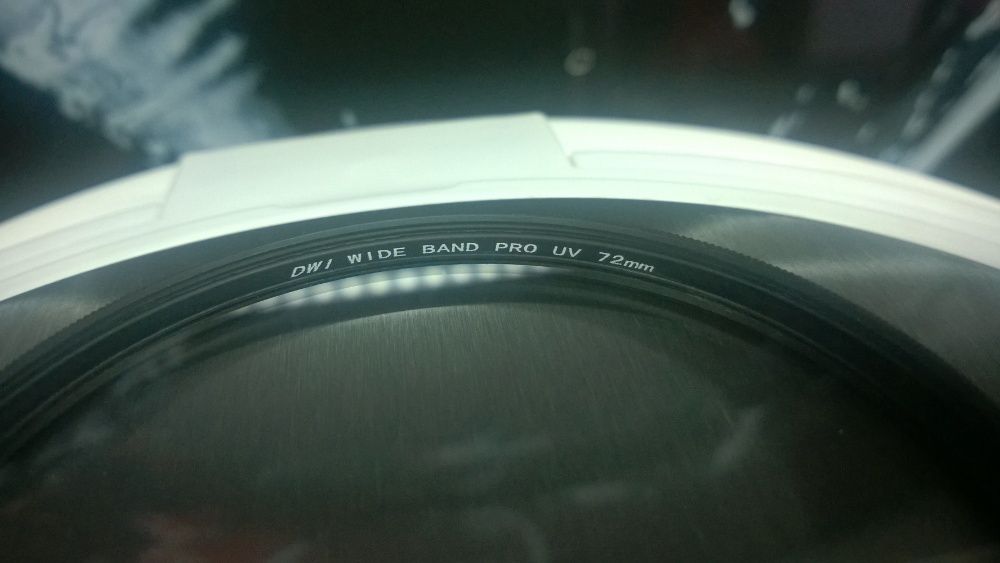 DWI WIDE BAND PRO UV 72mm